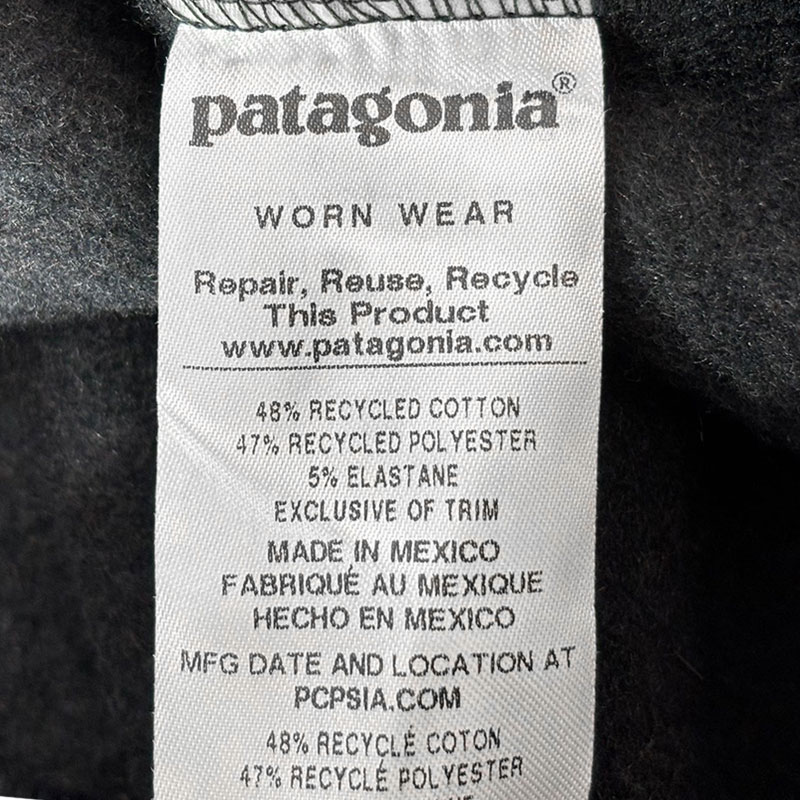 patagonia®
WORN WEAR
Repair, Reuse, Recycle
This Product
www.patagonia.com
48% RECYCLED COTTON
47% RECYCLED POLYESTER
5% ELASTANE
EXCLUSIVE OF TRIM
MADE IN MEXICO
FABRIQUÉ AU MEXIQUE
HECHO EN MEXICO
MFG DATE AND LOCATION AT
PCPSIA.COM
48% RECYCLÉ COTON
47% RECYCLÉ POLYESTER